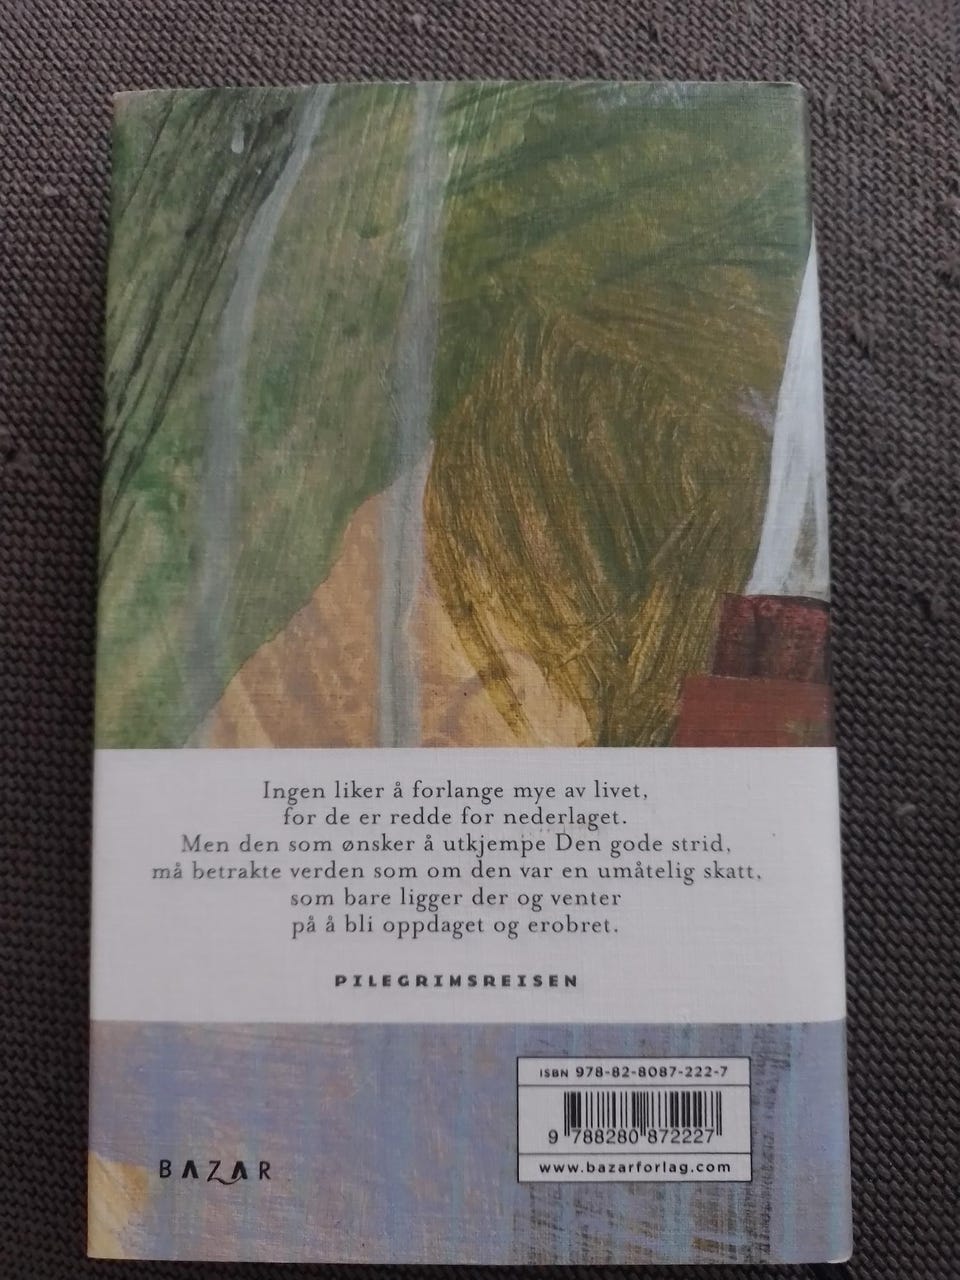 Ingen liker å forlange mye av livet,
for de er redde for nederlaget.
Men den som ønsker å utkjempe Den gode strid,
må betrakte verden som om den var en umåtelig skatt,
som bare ligger der og venter
på å bli oppdaget og erobret.
PILEGRIMSREISEN
ISBN 978-82-8087-222-7
9 788280 872227
www.bazarforlag.com
BAZAR